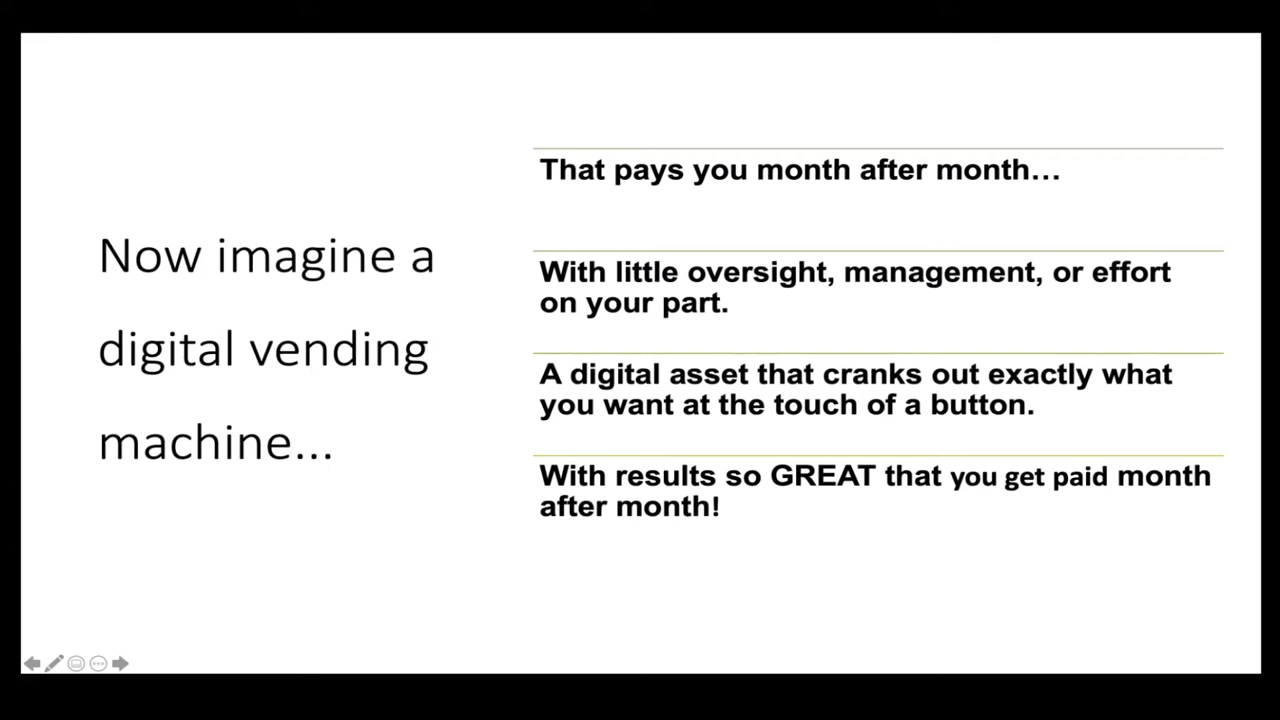 Now imagine a
digital vending
machine...
That pays you month after month…
With little oversight, management, or effort
on your part.
A digital asset that cranks out exactly what
you want at the touch of a button.
With results so GREAT that you get paid month
after month!